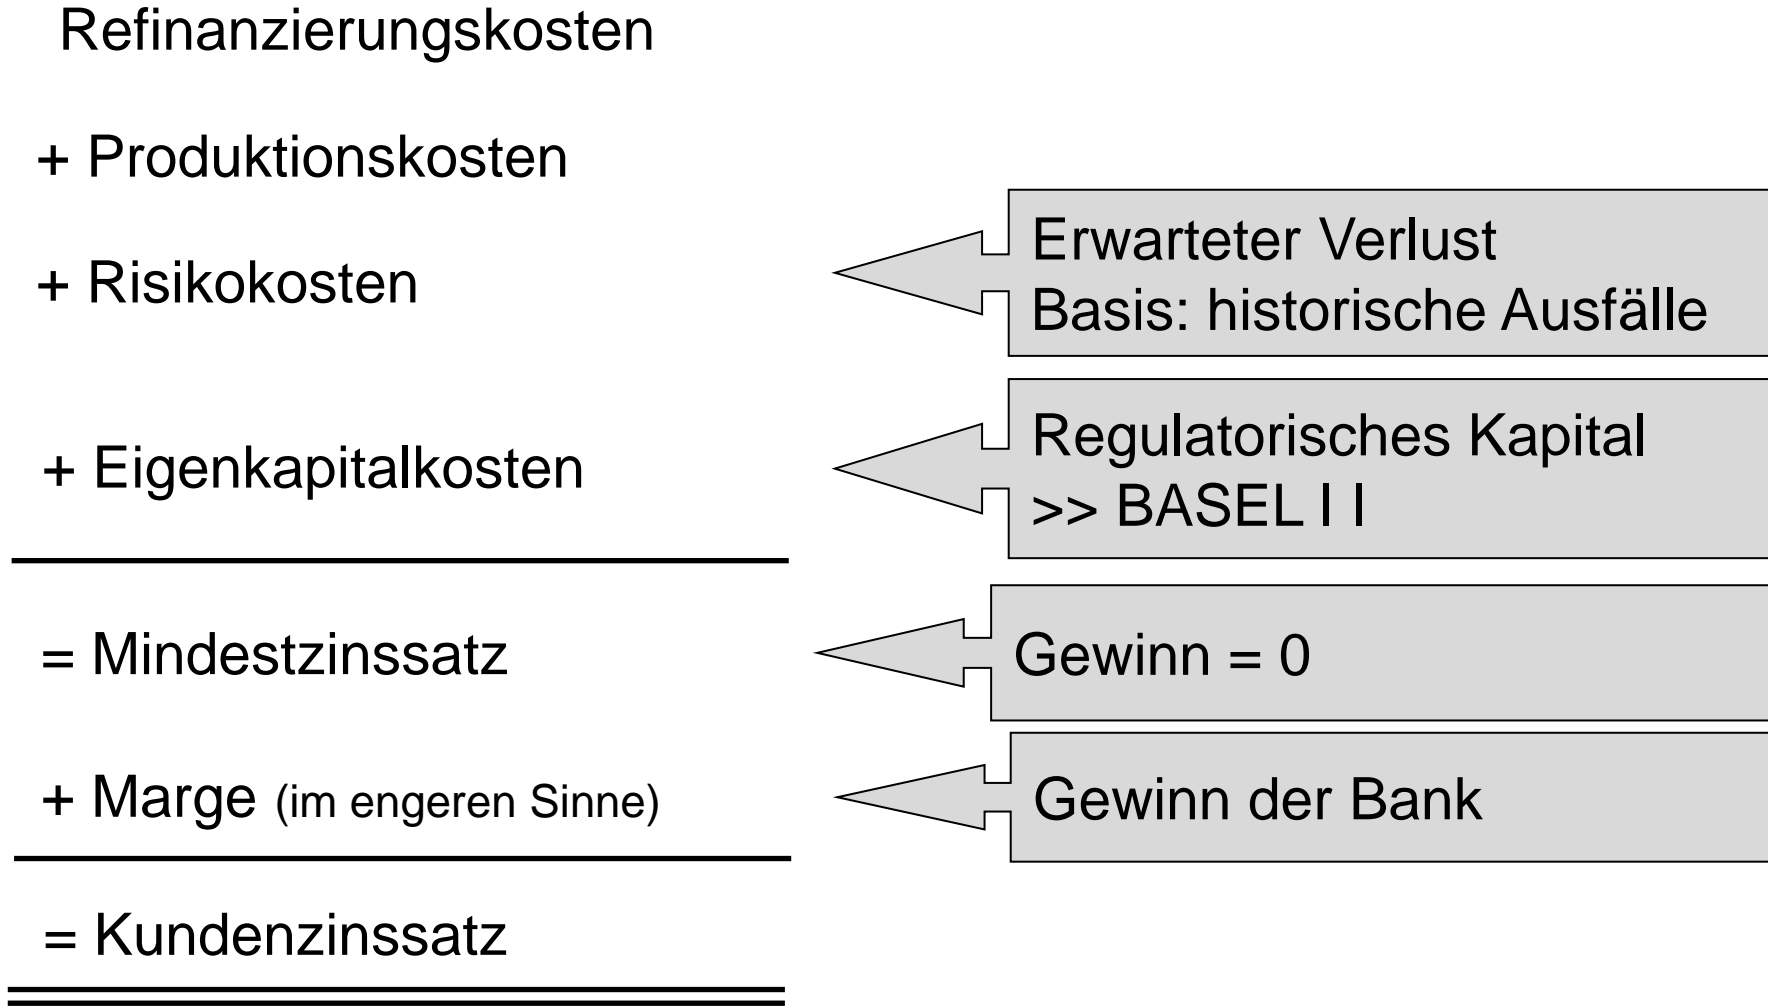 Refinanzierungskosten
+ Produktionskosten
+ Risikokosten
Erwarteter Verlust
Basis: historische Ausfälle
+ Eigenkapitalkosten
Regulatorisches Kapital
>> BASEL I I
= Mindestzinssatz
Gewinn = 0
+ Marge (im engeren Sinne)
Gewinn der Bank
= Kundenzinssatz